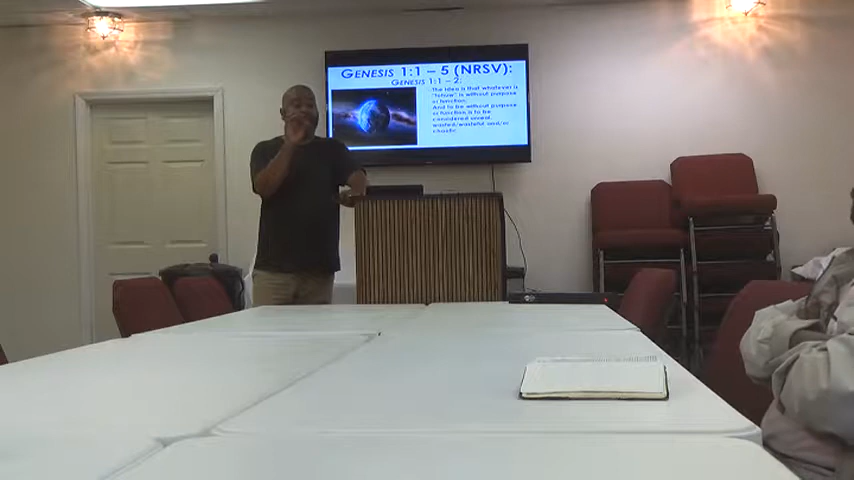 GENESIS 1:1 – 5 (NRSV):
GENESIS 1:1 – 2:
The idea is that whatever is
"tohuw" is without purpose
or function;
And to be without purpose
or function is to be
considered unreal,
wasted/wasteful and/or
chaotic.